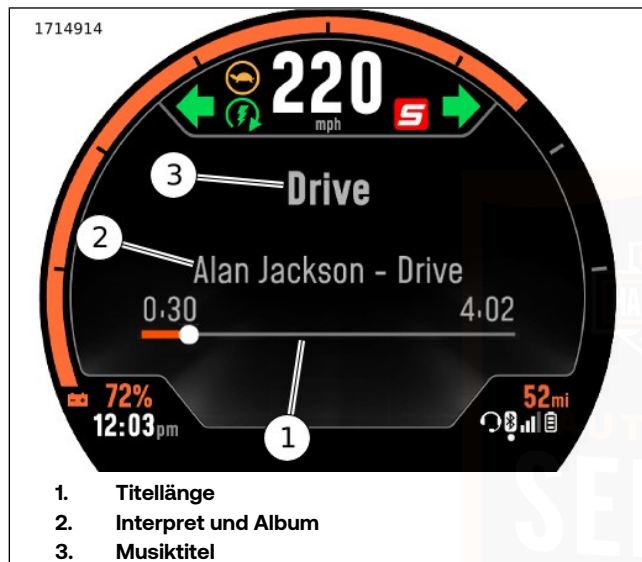 1714914
220
mph
S
3
Drive
2
Alan Jackson - Drive
0:30 4:02
72% 52mi
12:03pm
1
1. Titellänge
2. Interpret und Album
3. Musiktitel